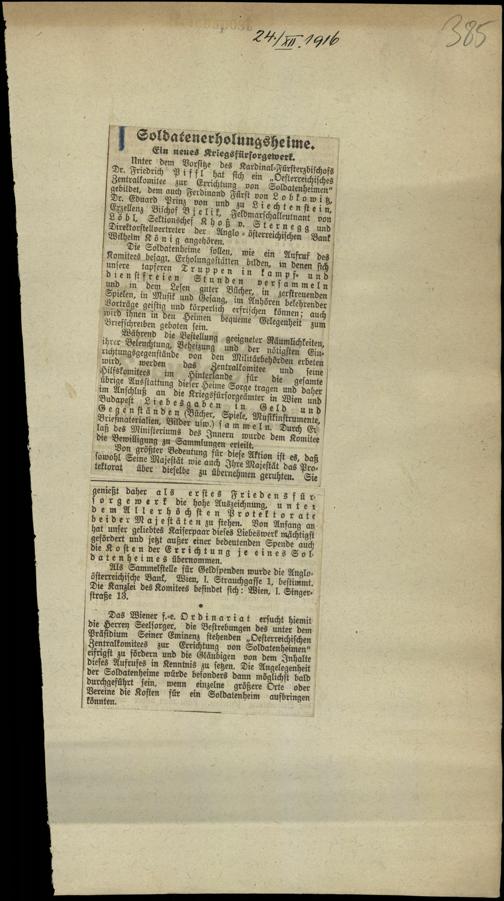 24./XII. 1916
385
Soldatenerholungsheime.
Ein neues Kriegsfürsorgewerk.
Unter dem Vorsitze des Kardinal-Fürsterzbischofs
Dr. Friedrich Piffl hat sich ein „Oesterreichisches
Zentralkomitee zur Errichtung von Soldatenheimen“
gebildet, dem auch Ferdinand Fürst von Lobkowitz,
Dr. Eduard Prinz von und zu Liechtenstein,
Exzellenz Bischof Bjelik, Feldmarschalleutnant von
Löbl, Sektionschef Khoß v. Sternegg und
Direktorstellvertreter der Anglo-österreichischen Bank
Wilhelm König angehören.
Die Soldatenheime sollen, wie ein Aufruf des
Komitees besagt, Erholungsstätten bilden, in denen sich
unsere tapferen Truppen in kampf- und
dienstfreien Stunden versammeln
und in dem Lesen guter Bücher, in zerstreuenden
Spielen, in Musik und Gesang, im Anhören belehrender
Vorträge geistig und körperlich erfrischen können; auch
wird ihnen in den Heimen bequeme Gelegenheit zum
Briefschreiben geboten sein.
Während die Bestellung geeigneter Räumlichkeiten,
ihrer Beleuchtung, Beheizung und der nötigsten Ein-
richtungsgegenstände von den Militärbehörden erbeten
wird, werden das Zentralkomitee und seine
Hilfskomitees im Hinterlande für die gesamte
übrige Ausstattung dieser Heime Sorge tragen und daher
im Anschluß an die Kriegsfürsorgeämter in Wien und
Budapest Liebesgaben in Geld und
Gegenständen (Bücher, Spiele, Musikinstrumente,
Briefmaterialien, Bilder usw.) sammeln. Durch Er-
laß des Ministeriums des Innern wurde dem Komitee
die Bewilligung zu Sammlungen erteilt.
Von größter Bedeutung für diese Aktion ist es, daß
sowohl Seine Majestät wie auch Ihre Majestät das Pro-
tektorat über dieselbe zu übernehmen geruhten. Sie
genießt daher als erstes Friedensfür-
sorgewerk die hohe Auszeichnung, unter
dem Allerhöchsten Protektorate
beider Majestäten zu stehen. Von Anfang an
hat unser geliebtes Kaiserpaar dieses Liebeswerk mächtigst
gefördert und jetzt außer einer bedeutenden Spende auch
die Kosten der Errichtung je eines Sol-
datenheimes übernommen.
Als Sammelstelle für Geldspenden wurde die Anglo-
österreichische Bank, Wien, I. Strauchgasse 1, bestimmt.
Die Kanzlei des Komitees befindet sich: Wien, I. Singer-
straße 13.
*
Das Wiener f.-e. Ordinariat ersucht hiemit
die Herren Seelsorger, die Bestrebungen des unter dem
Präsidium Seiner Eminenz stehenden „Oesterreichischen
Zentralkomitees zur Errichtung von Soldatenheimen“
eifrigst zu fördern und die Gläubigen von dem Inhalte
dieses Aufrufes in Kenntnis zu setzen. Die Angelegenheit
der Soldatenheime würde besonders dann möglichst bald
durchgeführt sein, wenn einzelne größere Orte oder
Vereine die Kosten für ein Soldatenheim aufbringen
könnten.